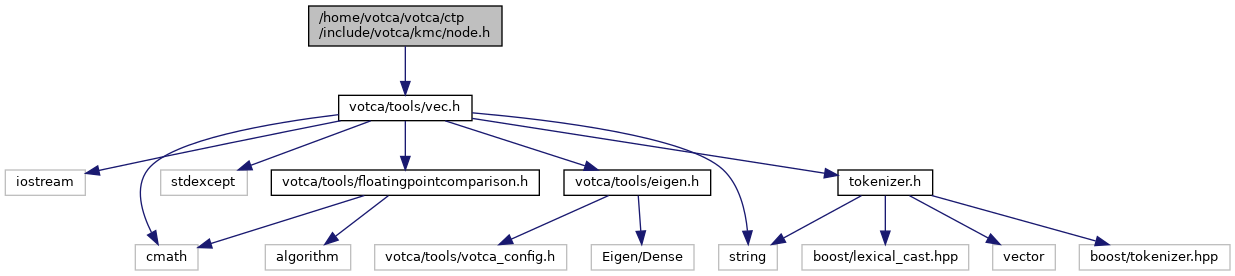 /home/votca/votca/ctp
/include/votca/kmc/node.h
votca/tools/vec.h
iostream
stdexcept
votca/tools/floatingpointcomparison.h
votca/tools/eigen.h
tokenizer.h
cmath
algorithm
votca/tools/votca_config.h
Eigen/Dense
string
boost/lexical_cast.hpp
vector
boost/tokenizer.hpp